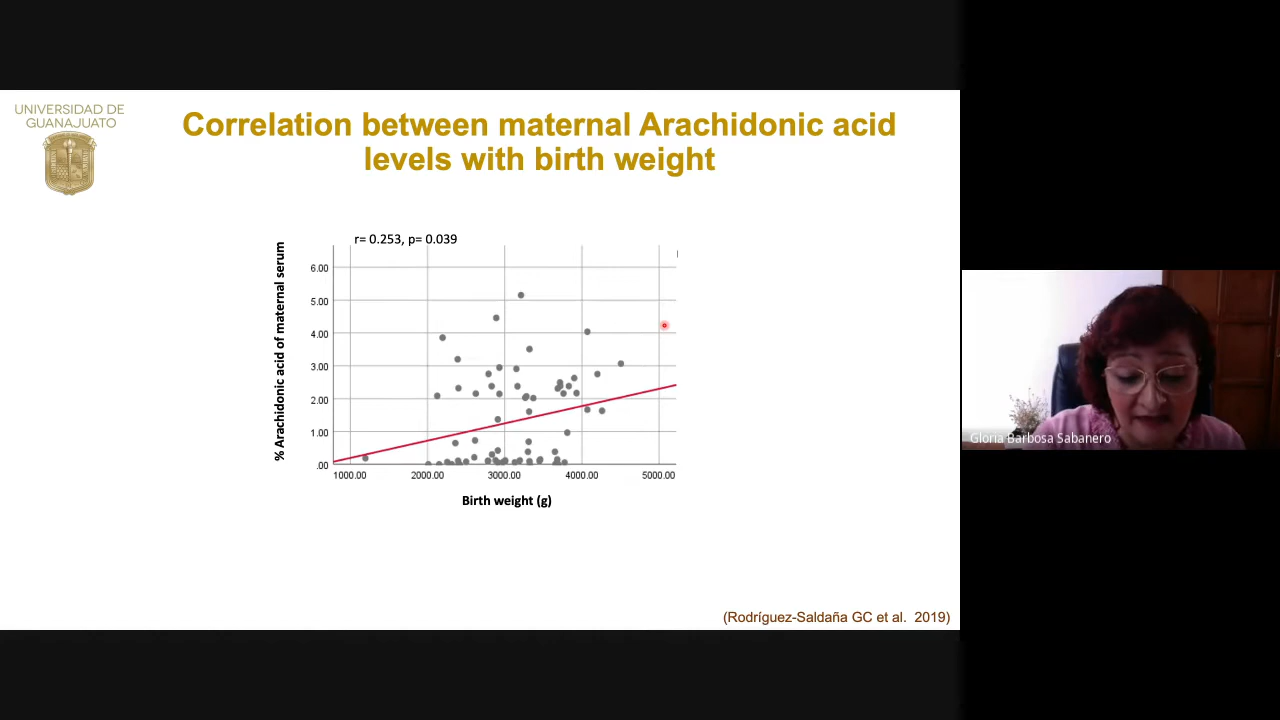 UNIVERSIDAD DE
GUANAJUATO
Correlation between maternal Arachidonic acid
levels with birth weight
r= 0.253, p= 0.039
% Arachidonic acid of maternal serum
6.00
5.00
4.00
3.00
2.00
1.00
.00
1000.00 2000.00 3000.00 4000.00 5000.00
Birth weight (g)
(Rodríguez-Saldaña GC et al. 2019)
Gloria Barbosa Sabanero